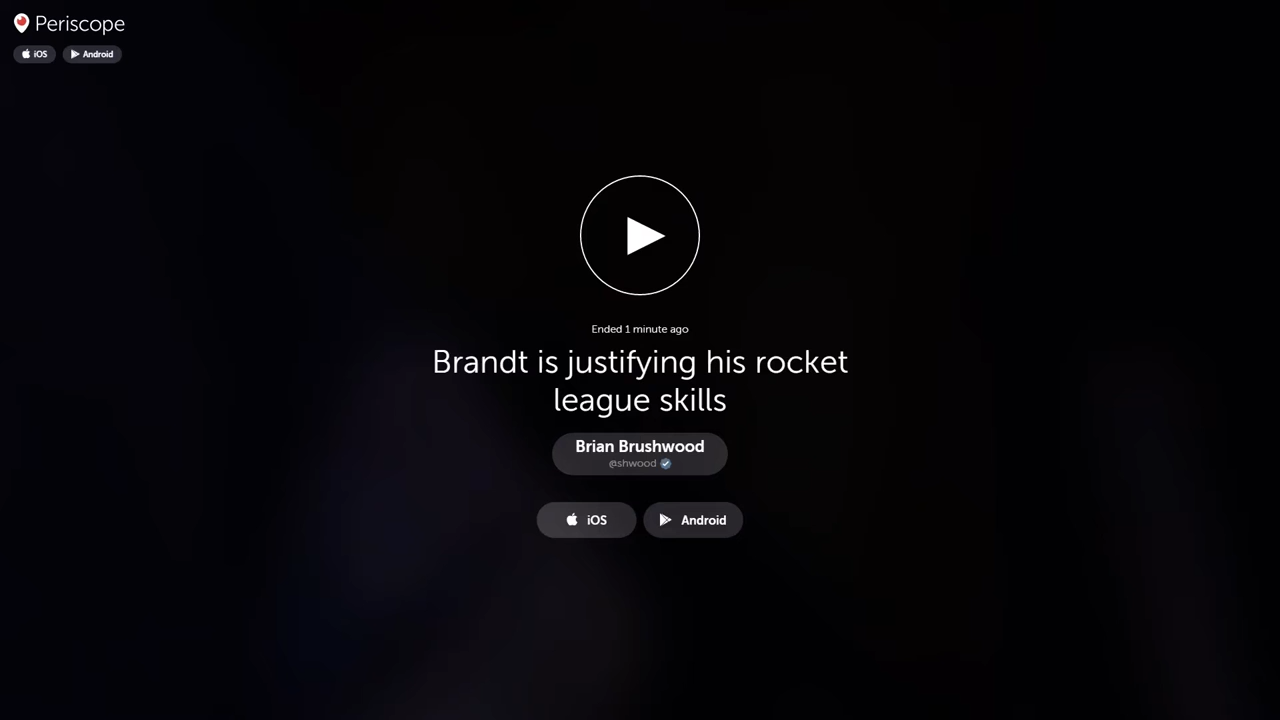 Periscope
iOS
Android
Ended 1 minute ago
Brandt is justifying his rocket
league skills
Brian Brushwood
@shwood
iOS
Android